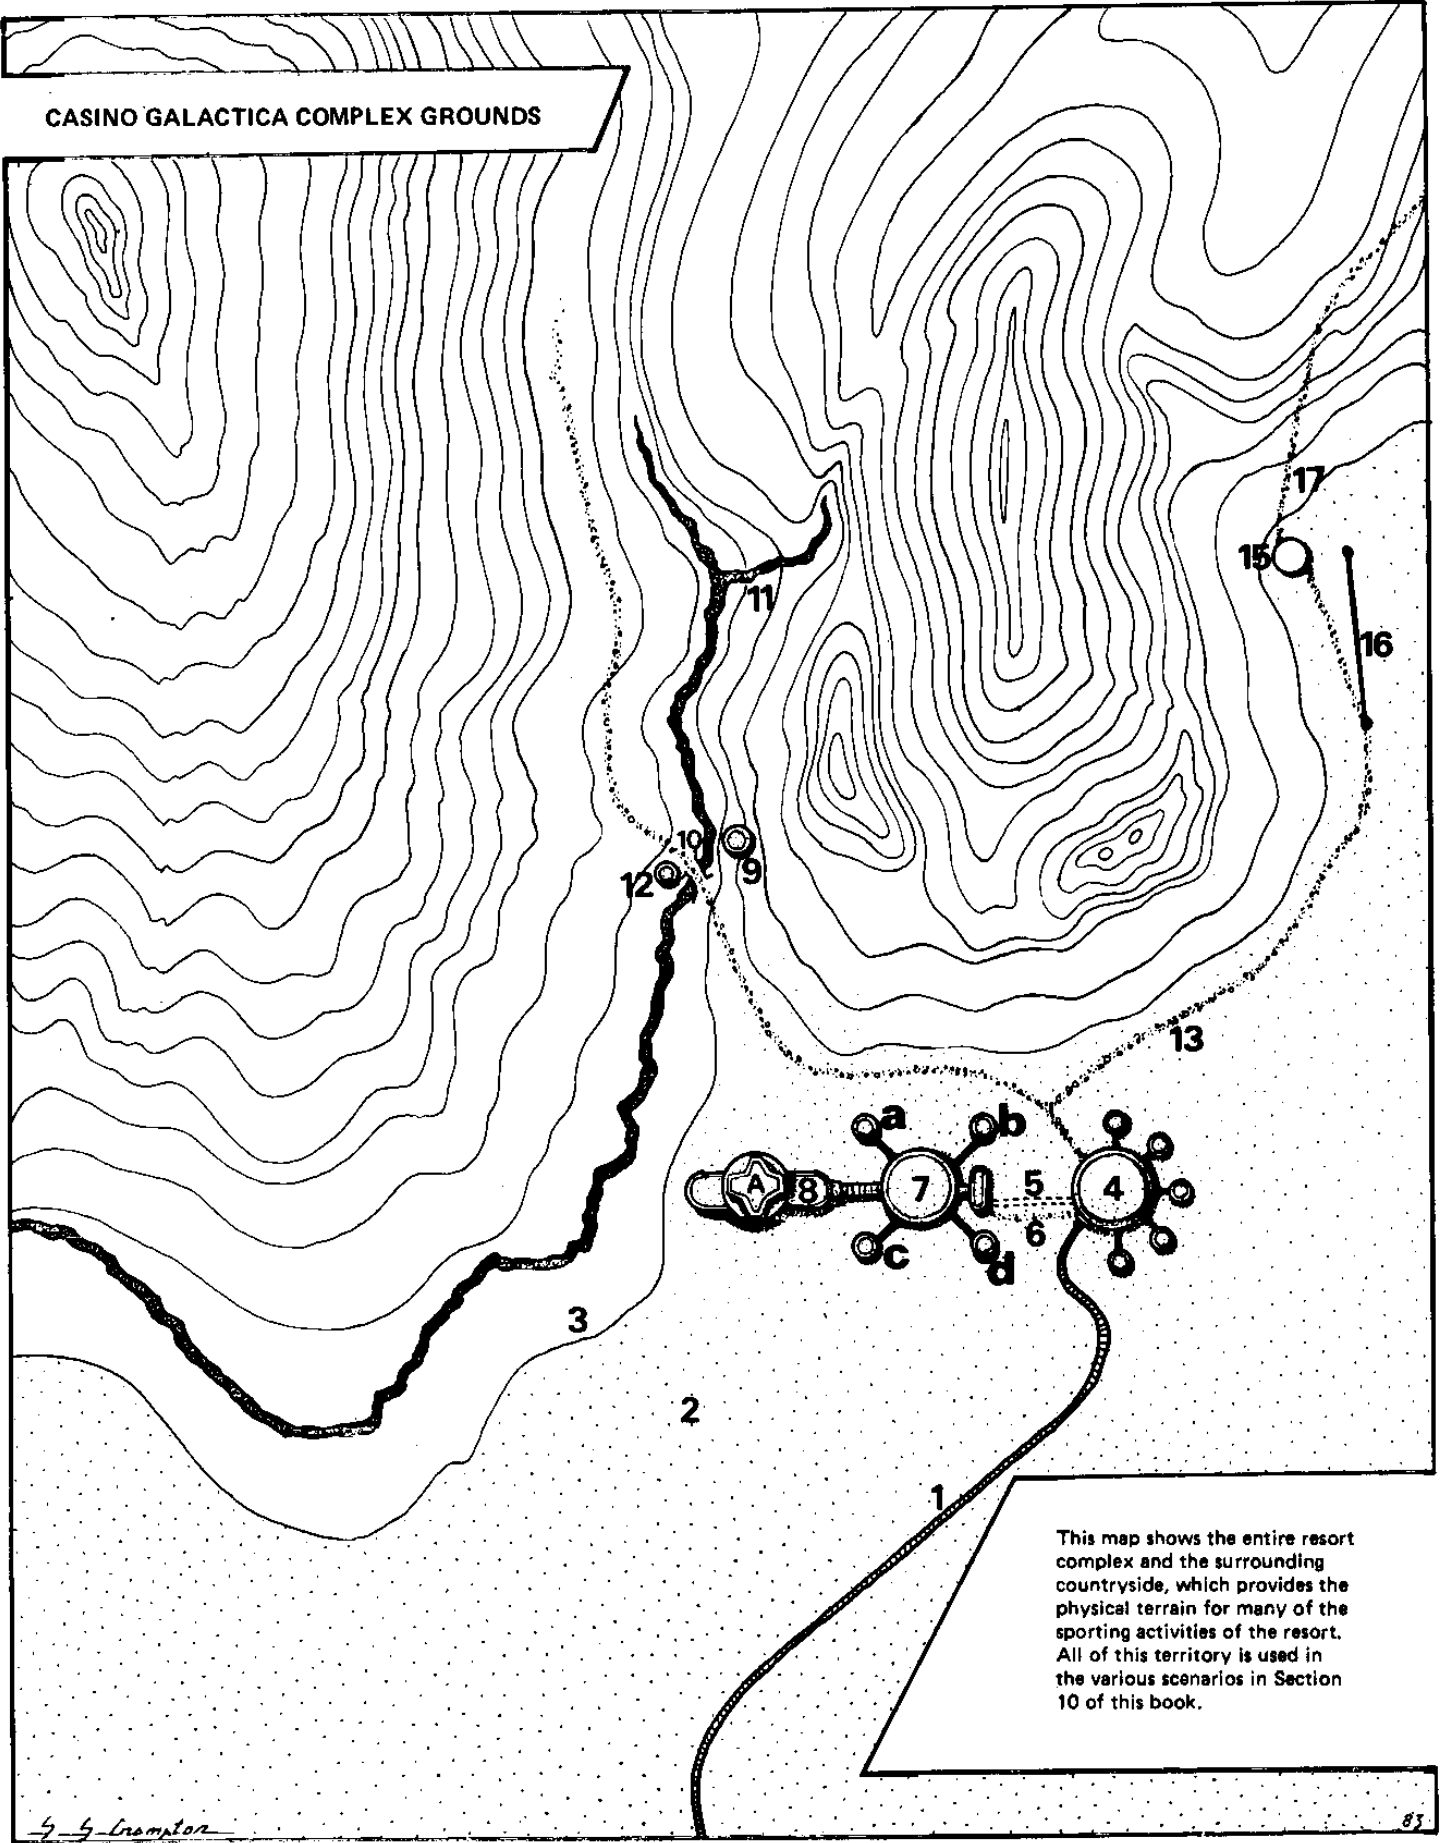 CASINO GALACTICA COMPLEX GROUNDS
17
15
16
11
10
9
12
13
a
b
A
8
7
5
4
6
c
d
3
2
1
This map shows the entire resort
complex and the surrounding
countryside, which provides the
physical terrain for many of the
sporting activities of the resort.
All of this territory is used in
the various scenarios in Section
10 of this book.
S S Crompton
83